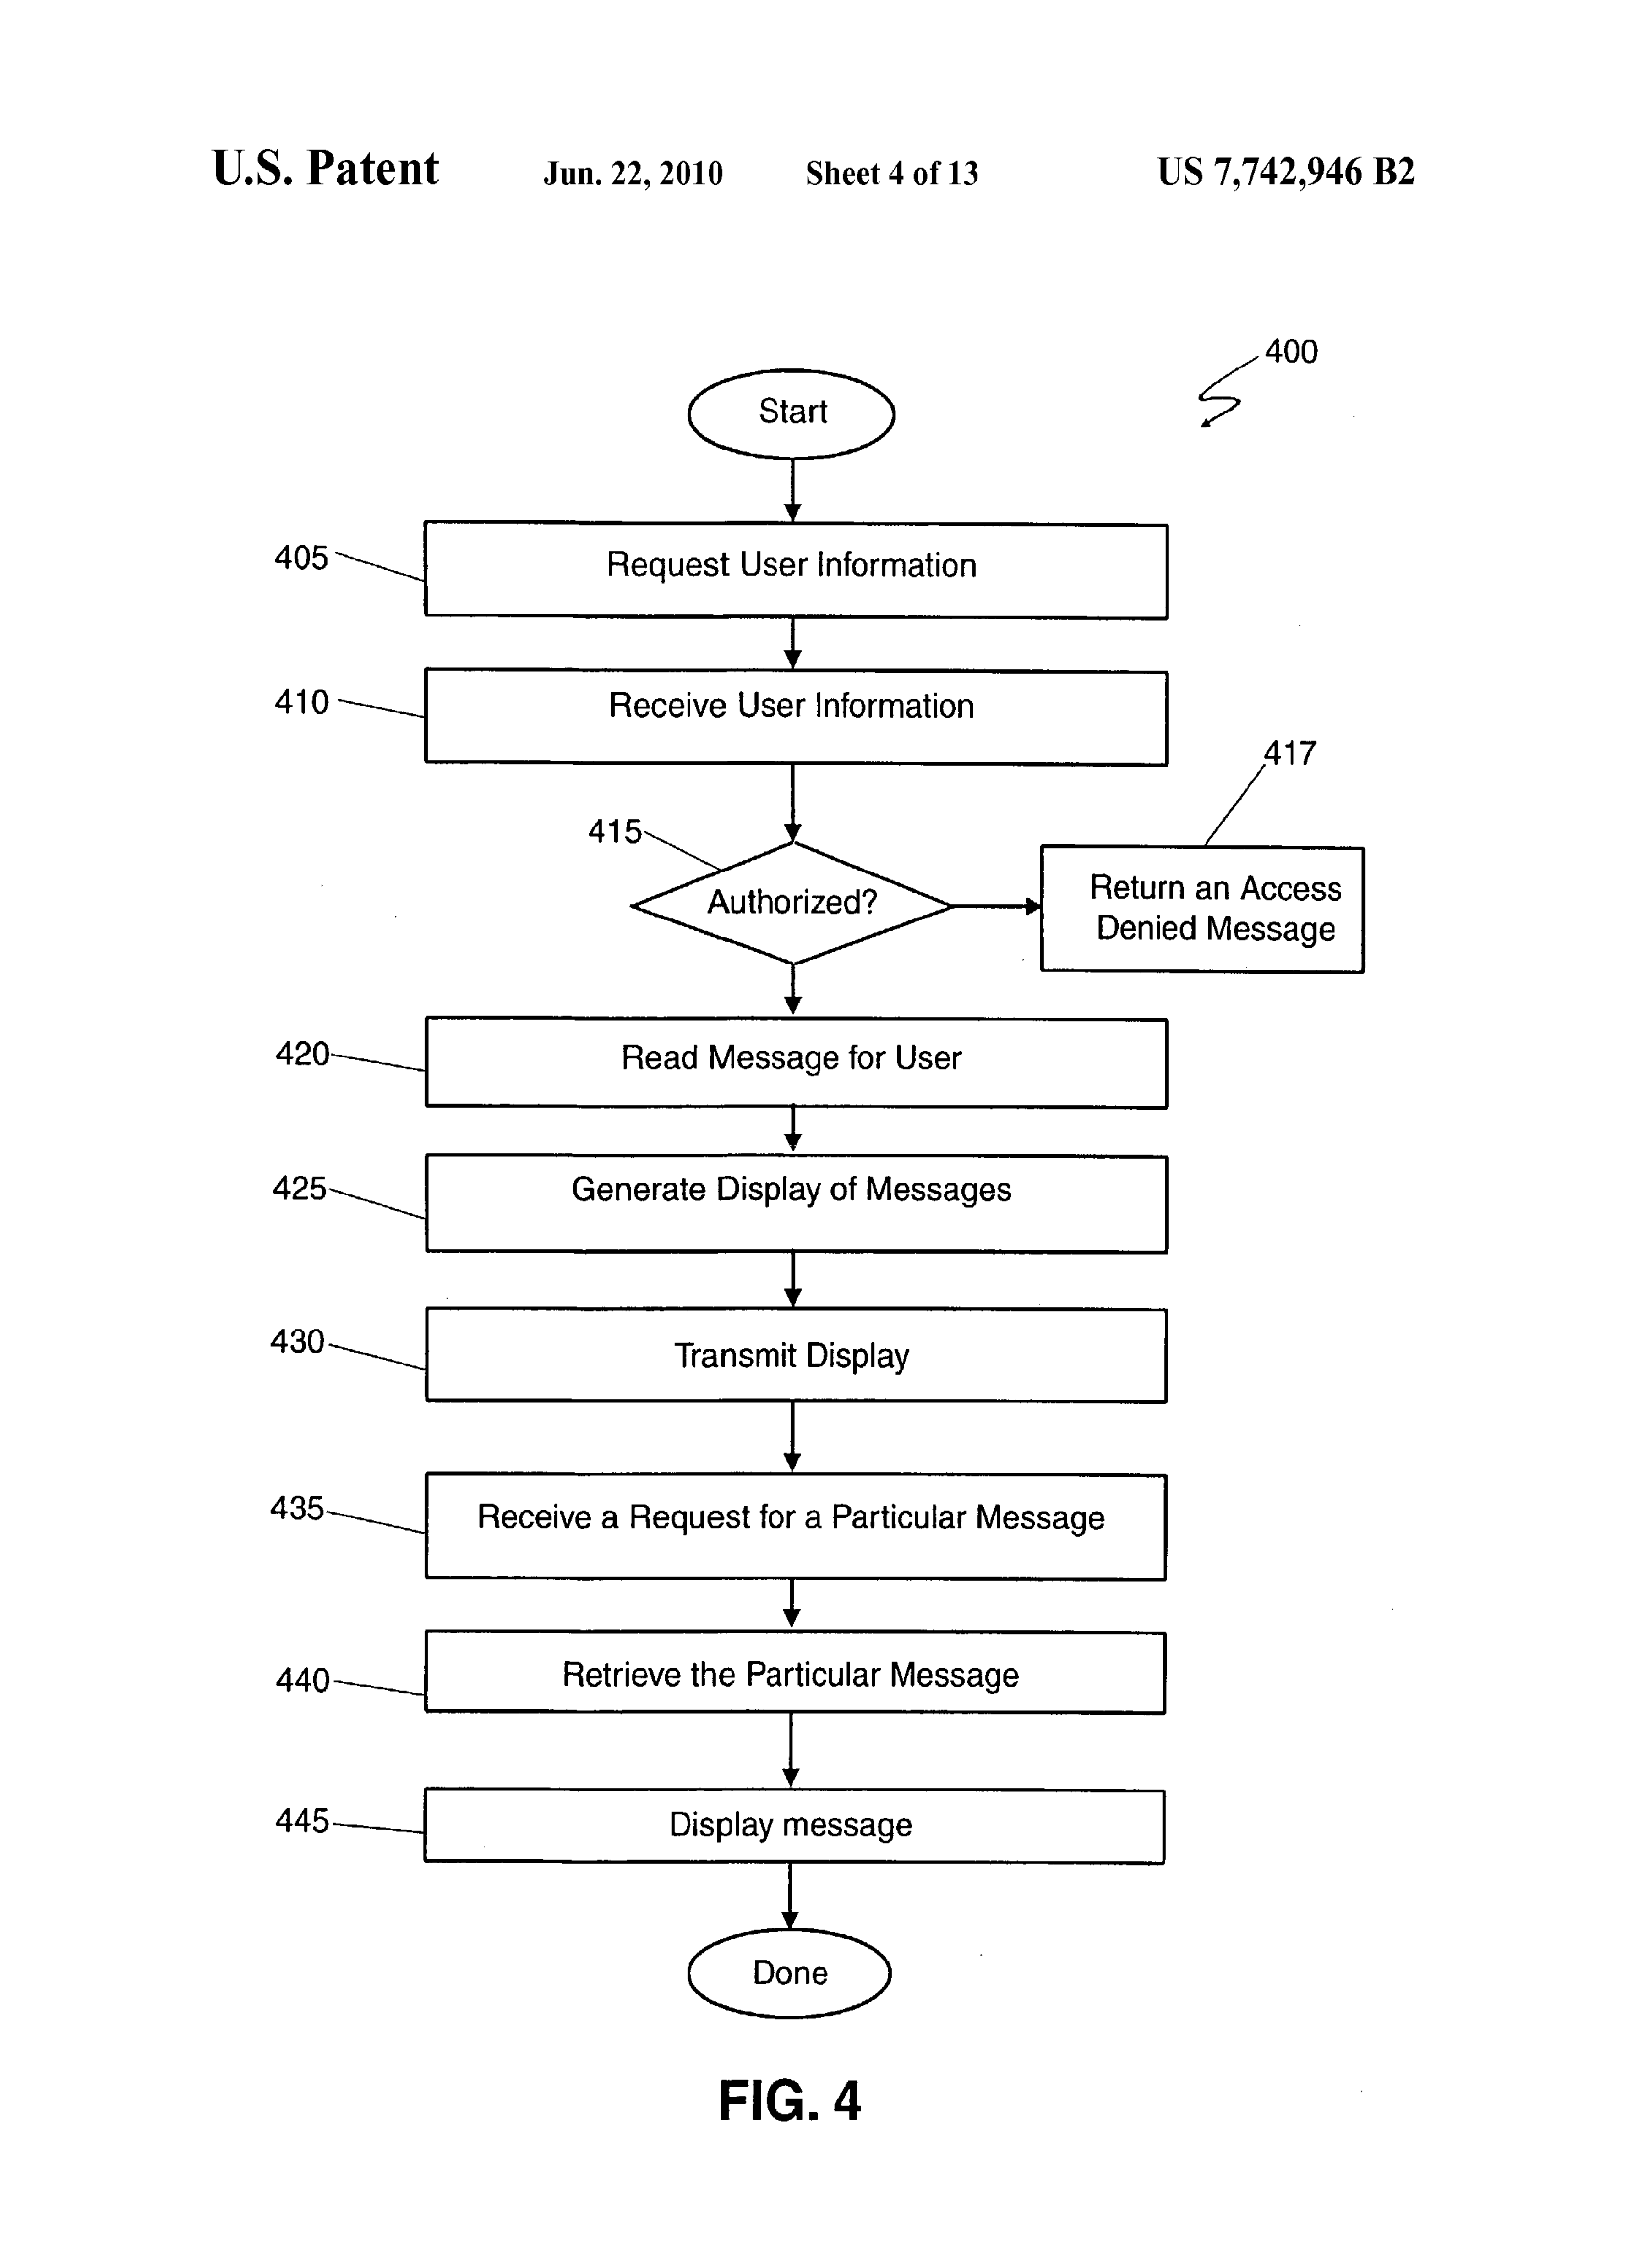 U.S. Patent Jun. 22, 2010 Sheet 4 of 13 US 7,742,946 B2
400
Start
405
Request User Information
410
Receive User Information
417
415
Authorized?
Return an Access
Denied Message
420
Read Message for User
425
Generate Display of Messages
430
Transmit Display
435
Receive a Request for a Particular Message
440
Retrieve the Particular Message
445
Display message
Done
FIG. 4